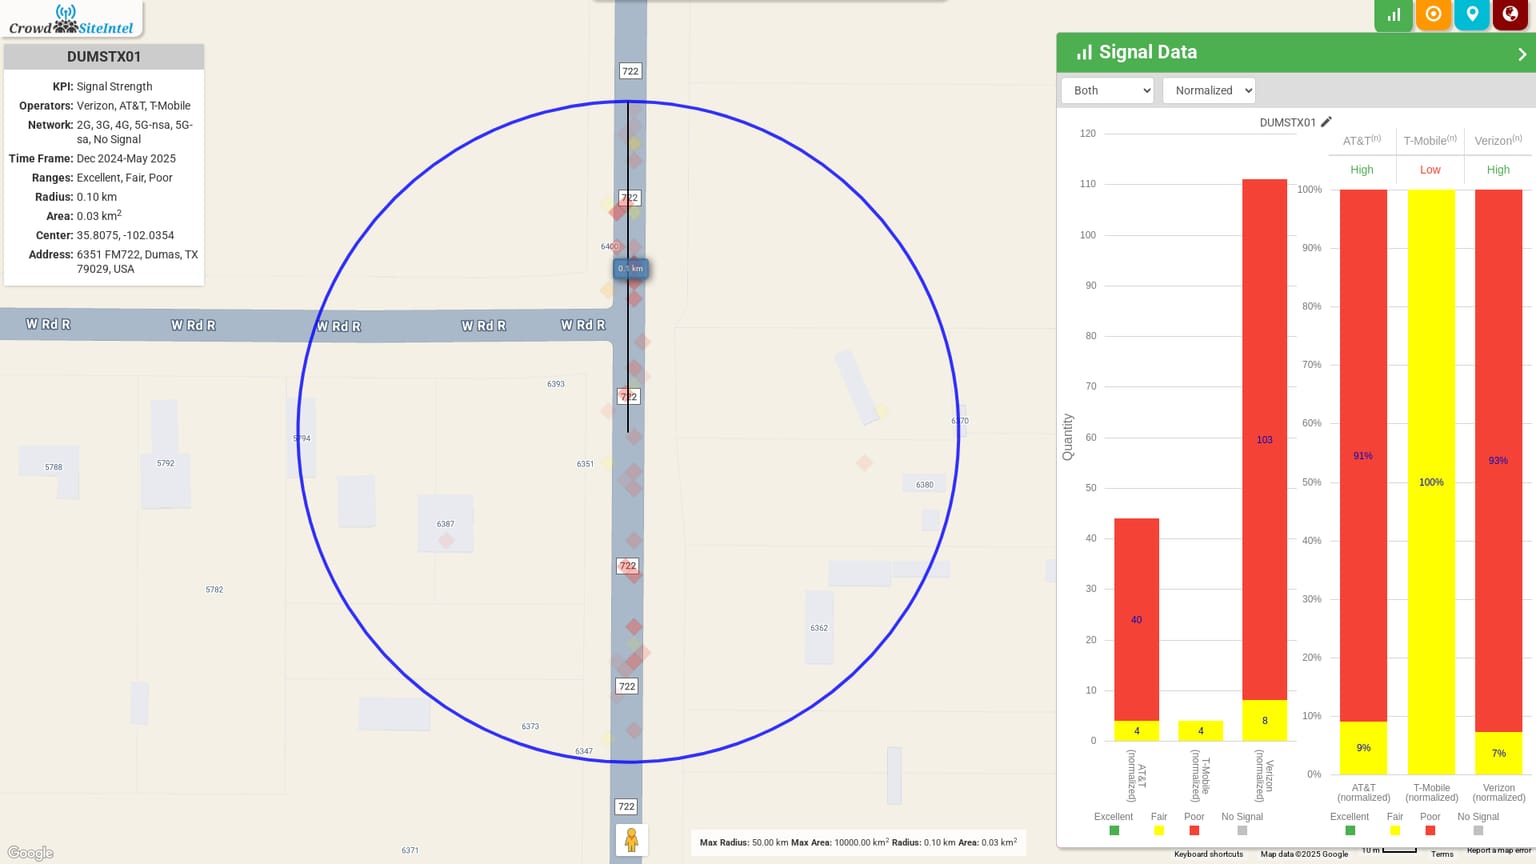 Crowd SiteIntel
DUMSTX01
KPI: Signal Strength
Operators: Verizon, AT&T, T-Mobile
Network: 2G, 3G, 4G, 5G-nsa, 5G-
sa, No Signal
Time Frame: Dec 2024-May 2025
Ranges: Excellent, Fair, Poor
Radius: 0.10 km
Area: 0.03 km²
Center: 35.8075, -102.0354
Address: 6351 FM722, Dumas, TX
79029, USA
722
722
6400
0.1 km
W Rd R W Rd R W Rd R W Rd R W Rd R
6393
722
6370
5794
5788
5792
6351
6380
6387
722
5782
6362
722
6373
6347
722
6371
Google
Max Radius: 50.00 km Max Area: 10000.00 km² Radius: 0.10 km Area: 0.03 km²
Signal Data
Both
Normalized
DUMSTX01
120
110
100
90
80
70
60
50
40
30
20
10
0
Quantity
40
4
4
103
8
AT&T
(normalized)
T-Mobile
(normalized)
Verizon
(normalized)
Excellent Fair Poor No Signal
AT&T(n) T-Mobile(n) Verizon(n)
High Low High
100%
90%
80%
70%
60%
50%
40%
30%
20%
10%
0%
91%
9%
100%
93%
7%
AT&T
(normalized)
T-Mobile
(normalized)
Verizon
(normalized)
Excellent Fair Poor No Signal
Keyboard shortcuts Map data ©2025 Google 10 m Terms Report a map error